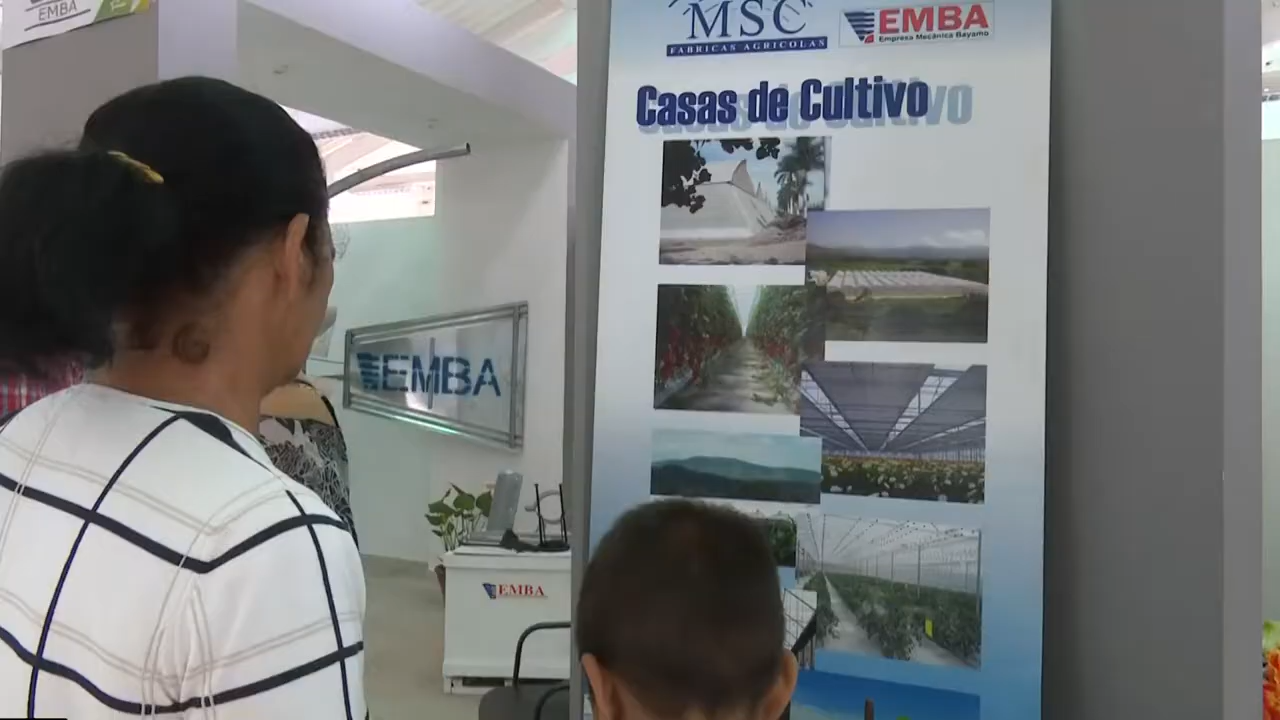 EMBA
MSC
FABRICAS AGRICOLAS
EMBA
Empresa Mecánica Bayamo
Casas de Cultivo
EMBA
EMBA